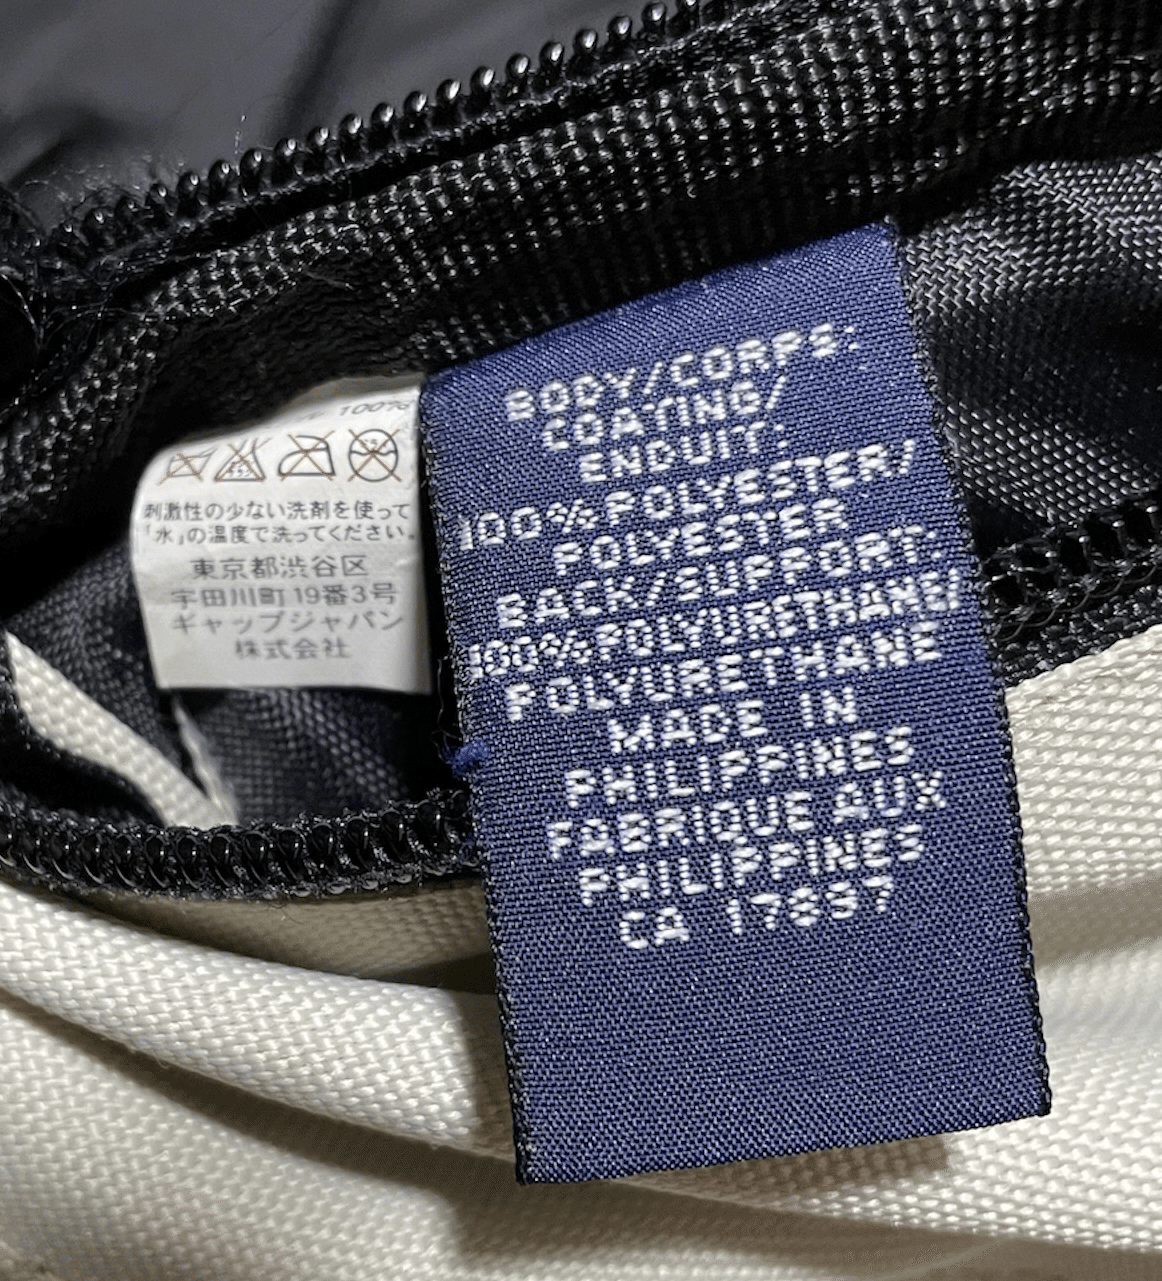 100%
刺激性の少ない洗剤を使って
「水」の温度で洗ってください。
東京都渋谷区
宇田川町19番3号
ギャップジャパン
株式会社
BODY/CORPS:
COATING/
ENDUIT:
100%POLYESTER/
POLYESTER
BACK/SUPPORT:
100%POLYURETHANE/
POLYURETHANE
MADE IN
PHILIPPINES
FABRIQUE AUX
PHILIPPINES
CA 17897